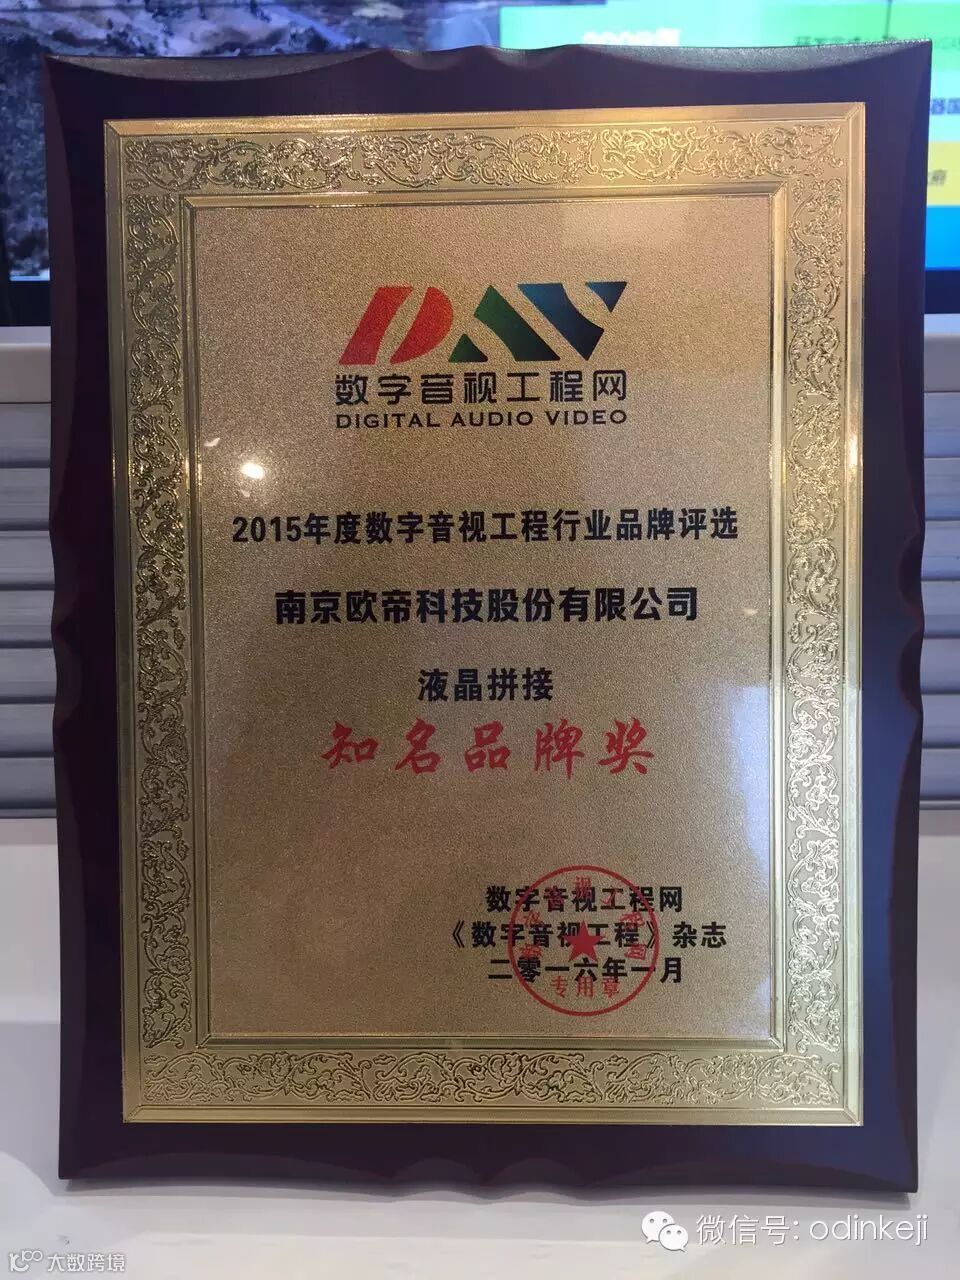 DAV
数字音视工程网
DIGITAL AUDIO VIDEO
2015年度数字音视工程行业品牌评选
南京欧帝科技股份有限公司
液晶拼接
知名品牌奖
数字音视工程网
《数字音视工程》杂志
二零一六年一月
专用章
微信号: odinkeji
大数跨境